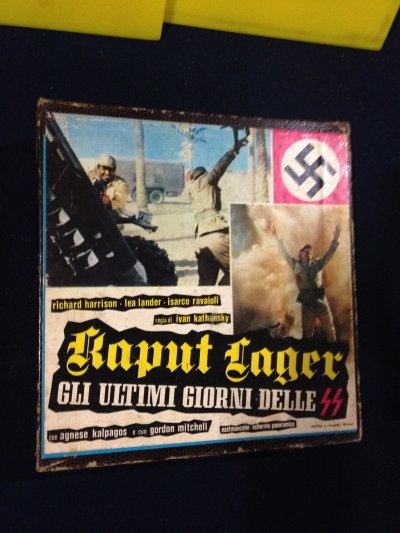 richard harrison · lea lander · isarco ravaioli
regia di ivan kathansky
Kaput Lager
GLI ULTIMI GIORNI DELLE SS
con agnese kalpagos e con gordon mitchell
eastmancolor · schermo panoramico